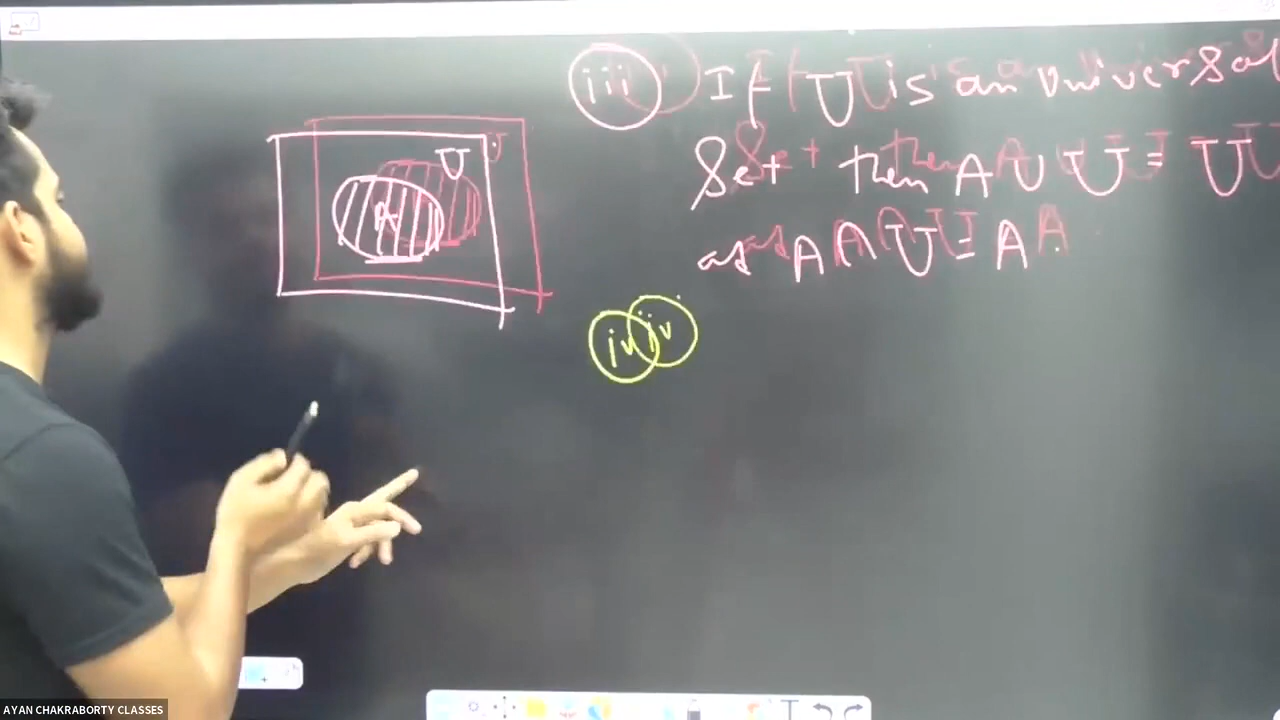 iii If U is an universal
set then A ∪ U = U
as A ∩ U = A
U
A
iv
AYAN CHAKRABORTY CLASSES